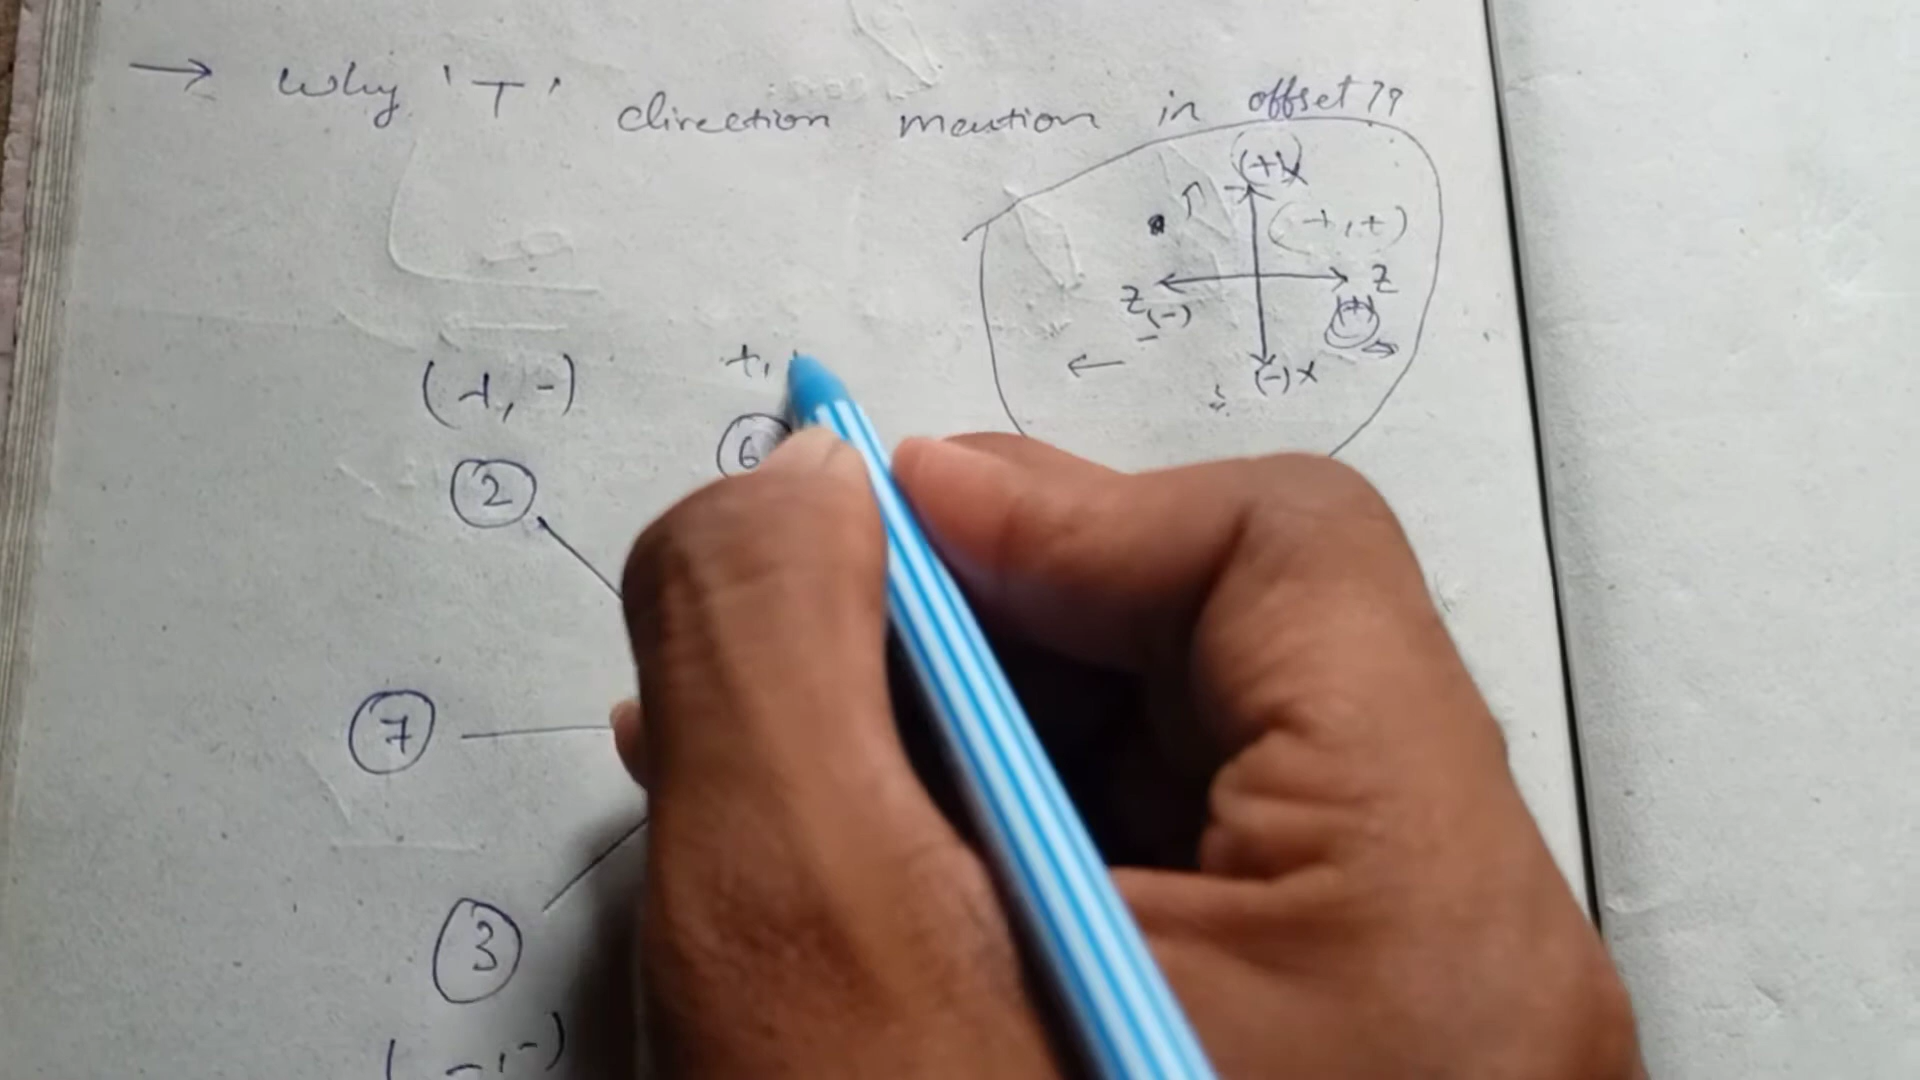 → Why 'T' direction mention in offset??
(+)X
(+,+)
Z Z
(-) (+)
(-)X
(+,-) +,
2 6
7
3
(-,-)